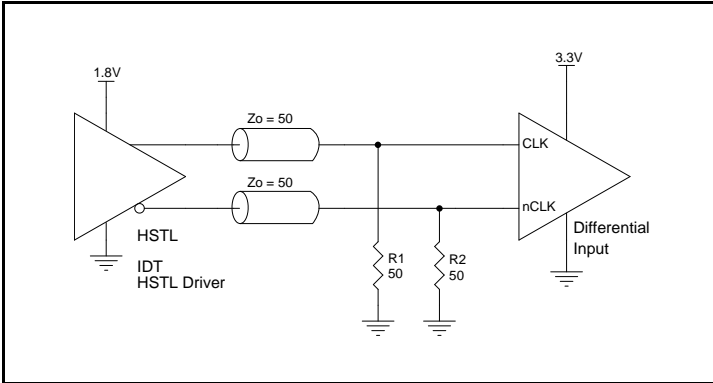 1.8V
3.3V
Zo = 50
CLK
Zo = 50
nCLK
HSTL
Differential
Input
IDT
HSTL Driver
R1
50
R2
50